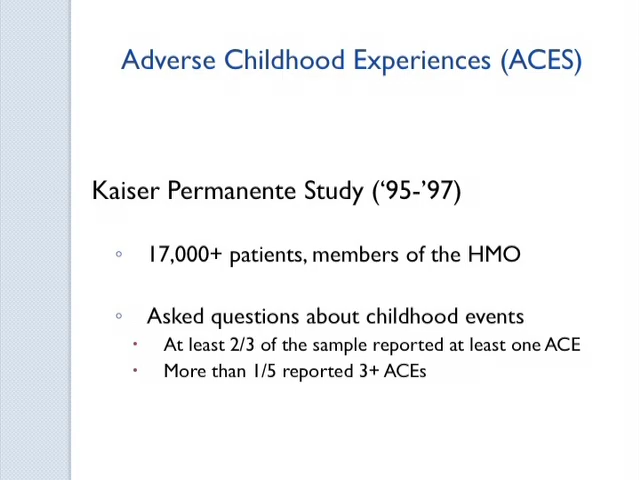 Adverse Childhood Experiences (ACES)
Kaiser Permanente Study (‘95-’97)
◦ 17,000+ patients, members of the HMO
◦ Asked questions about childhood events
• At least 2/3 of the sample reported at least one ACE
• More than 1/5 reported 3+ ACEs